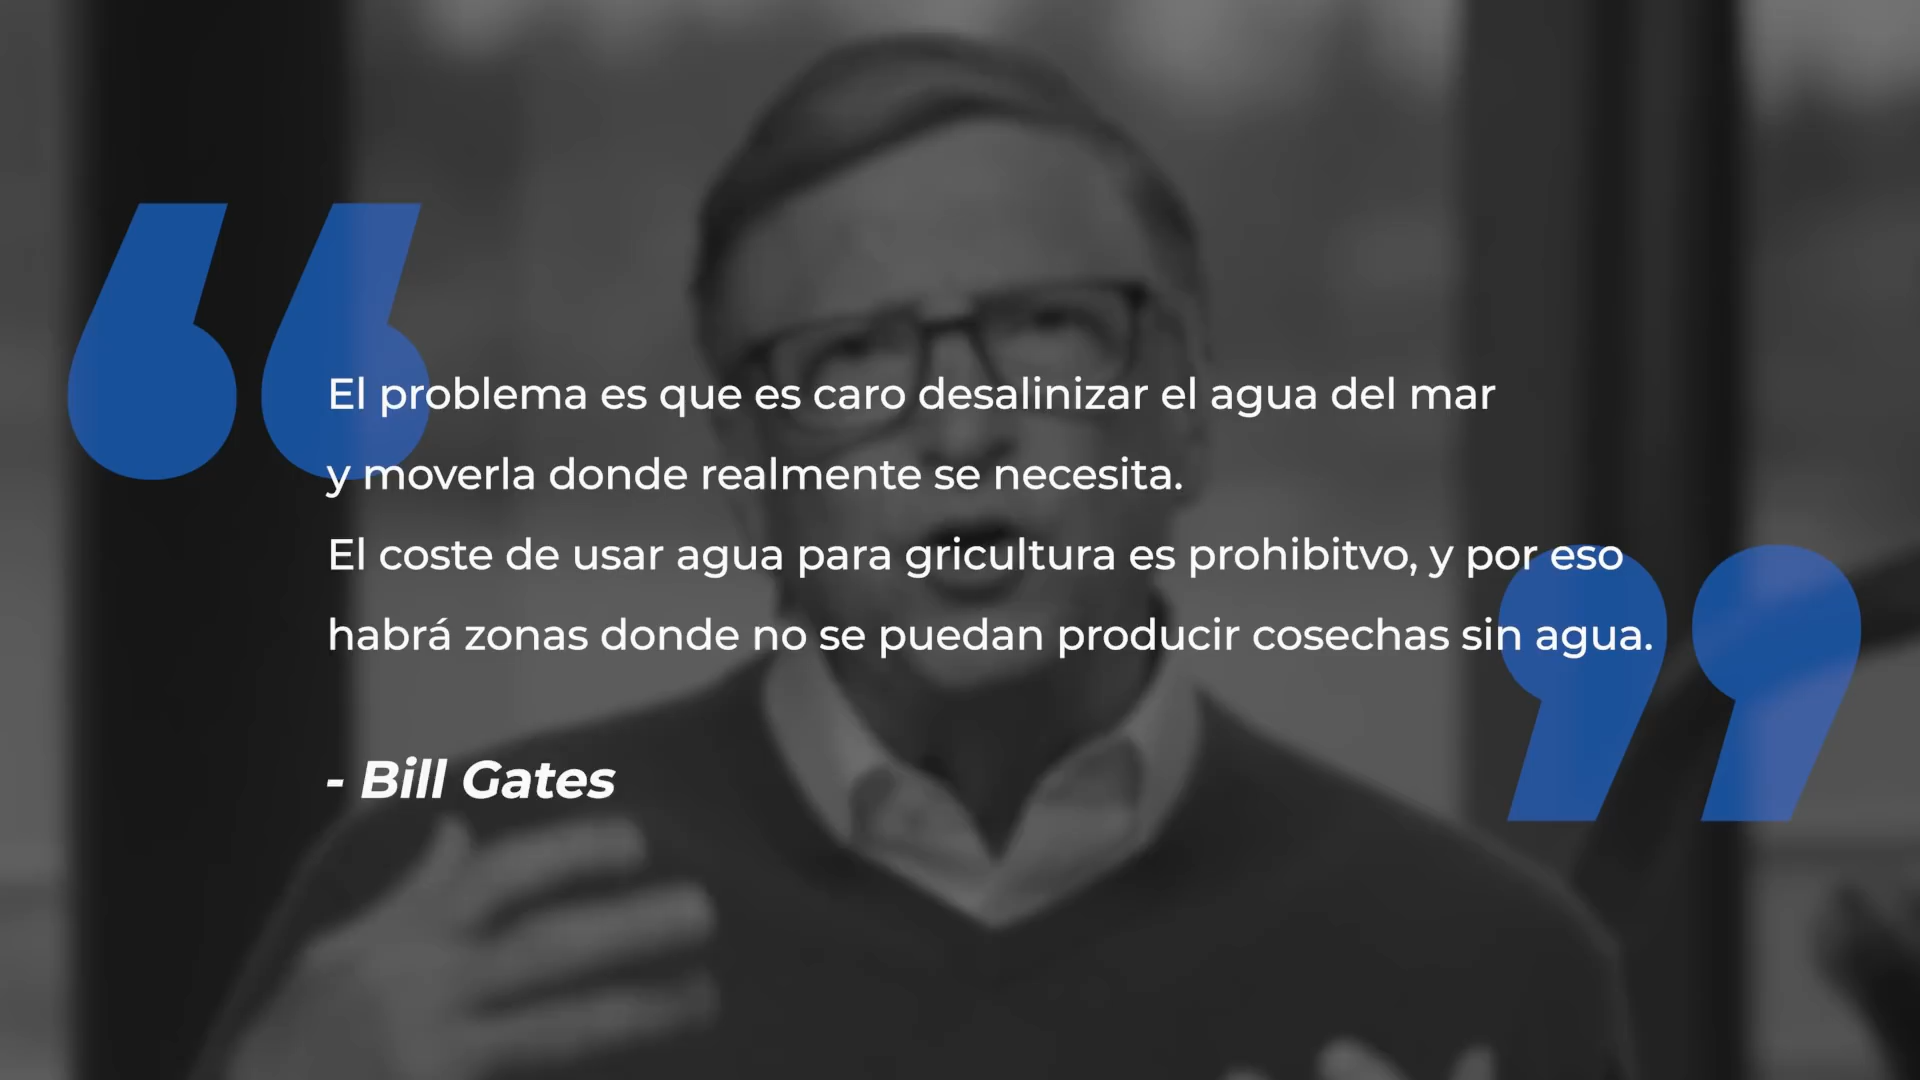 El problema es que es caro desalinizar el agua del mar
y moverla donde realmente se necesita.
El coste de usar agua para gricultura es prohibitvo, y por eso
habrá zonas donde no se puedan producir cosechas sin agua.
- Bill Gates